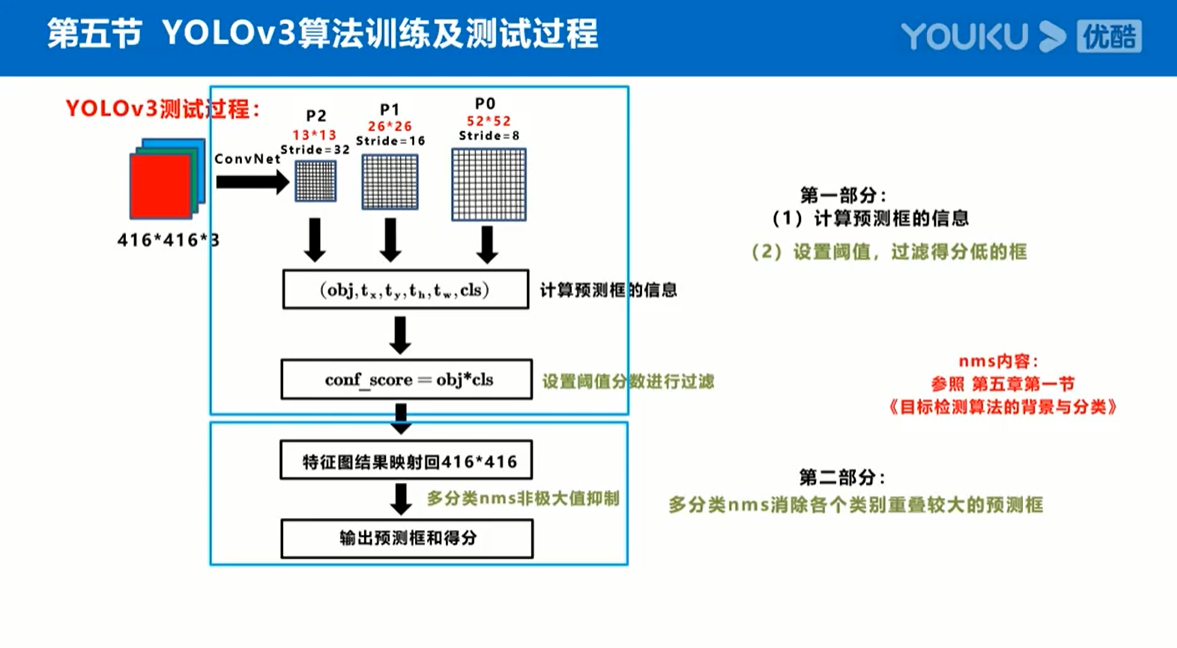 第五节 YOLOv3算法训练及测试过程
YOUKU 优酷
YOLOv3测试过程：
P2
13*13
Stride=32
P1
26*26
Stride=16
P0
52*52
Stride=8
ConvNet
416*416*3
(obj,tx,ty,th,tw,cls)
计算预测框的信息
conf_score = obj*cls
设置阈值分数进行过滤
特征图结果映射回416*416
多分类nms非极大值抑制
输出预测框和得分
第一部分：
（1）计算预测框的信息
（2）设置阈值，过滤得分低的框
nms内容：
参照 第五章第一节
《目标检测算法的背景与分类》
第二部分：
多分类nms消除各个类别重叠较大的预测框